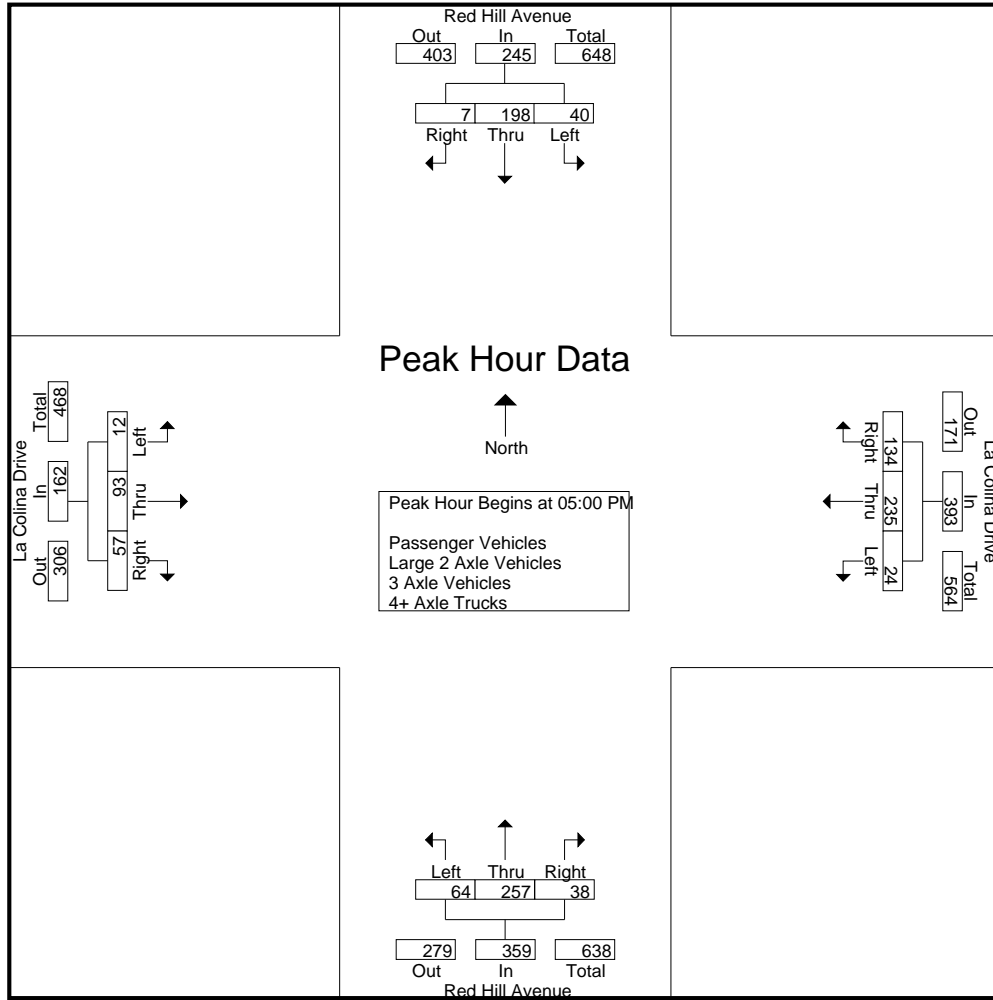 Red Hill Avenue
Out In Total
403 245 648
7 198 40
Right Thru Left
Peak Hour Data
North
Peak Hour Begins at 05:00 PM
Passenger Vehicles
Large 2 Axle Vehicles
3 Axle Vehicles
4+ Axle Trucks
La Colina Drive
Out In Total
306 162 468
12 93 57
Left Thru Right
La Colina Drive
Out In Total
171 393 564
134 235 24
Right Thru Left
Left Thru Right
64 257 38
279 359 638
Out In Total
Red Hill Avenue